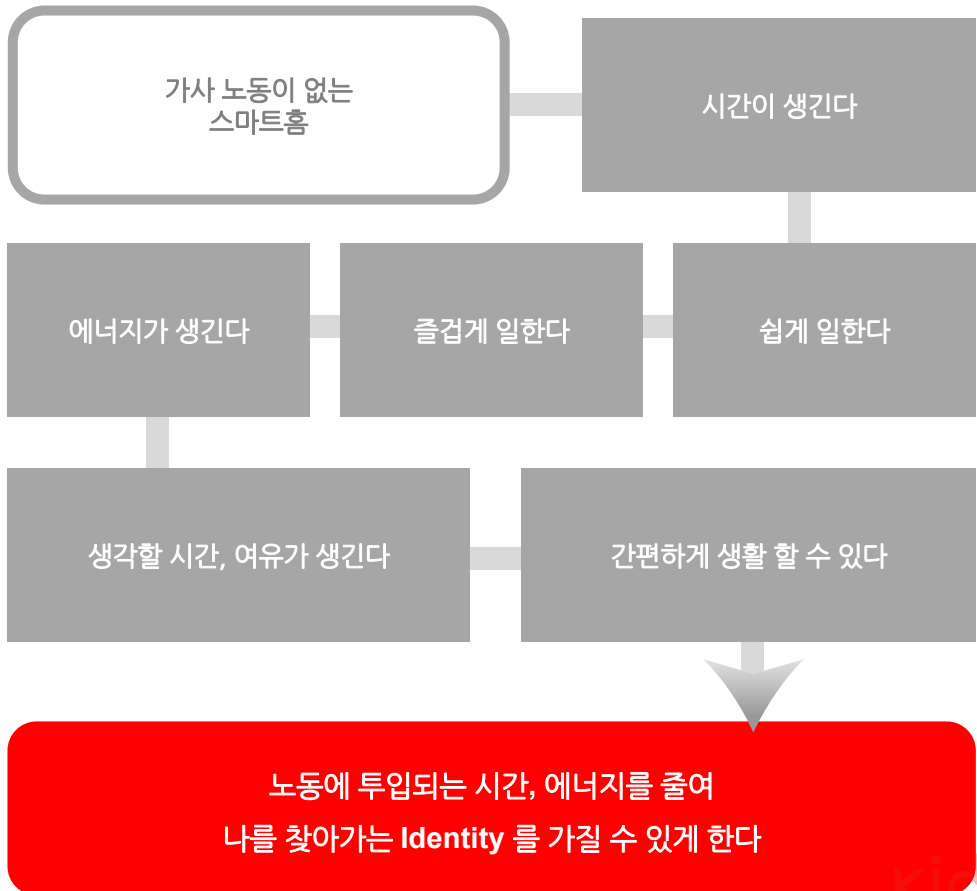 가사 노동이 없는
스마트홈
시간이 생긴다
쉽게 일한다
즐겁게 일한다
에너지가 생긴다
생각할 시간, 여유가 생긴다
간편하게 생활 할 수 있다
노동에 투입되는 시간, 에너지를 줄여
나를 찾아가는 Identity 를 가질 수 있게 한다